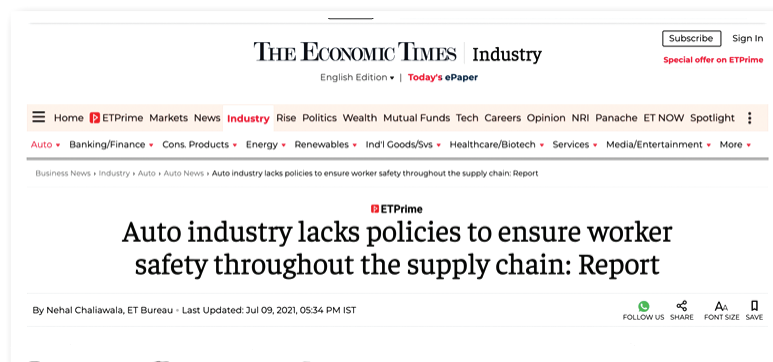 Subscribe Sign In
THE ECONOMIC TIMES | Industry
Special offer on ETPrime
English Edition | Today's ePaper
Home ETPrime Markets News Industry Rise Politics Wealth Mutual Funds Tech Careers Opinion NRI Panache ET NOW Spotlight
Auto Banking/Finance Cons. Products Energy Renewables Ind'l Goods/Svs Healthcare/Biotech Services Media/Entertainment More
Business News › Industry › Auto › Auto News › Auto industry lacks policies to ensure worker safety throughout the supply chain: Report
ETPrime
Auto industry lacks policies to ensure worker
safety throughout the supply chain: Report
By Nehal Chaliawala, ET Bureau • Last Updated: Jul 09, 2021, 05:34 PM IST
FOLLOW US SHARE FONT SIZE SAVE